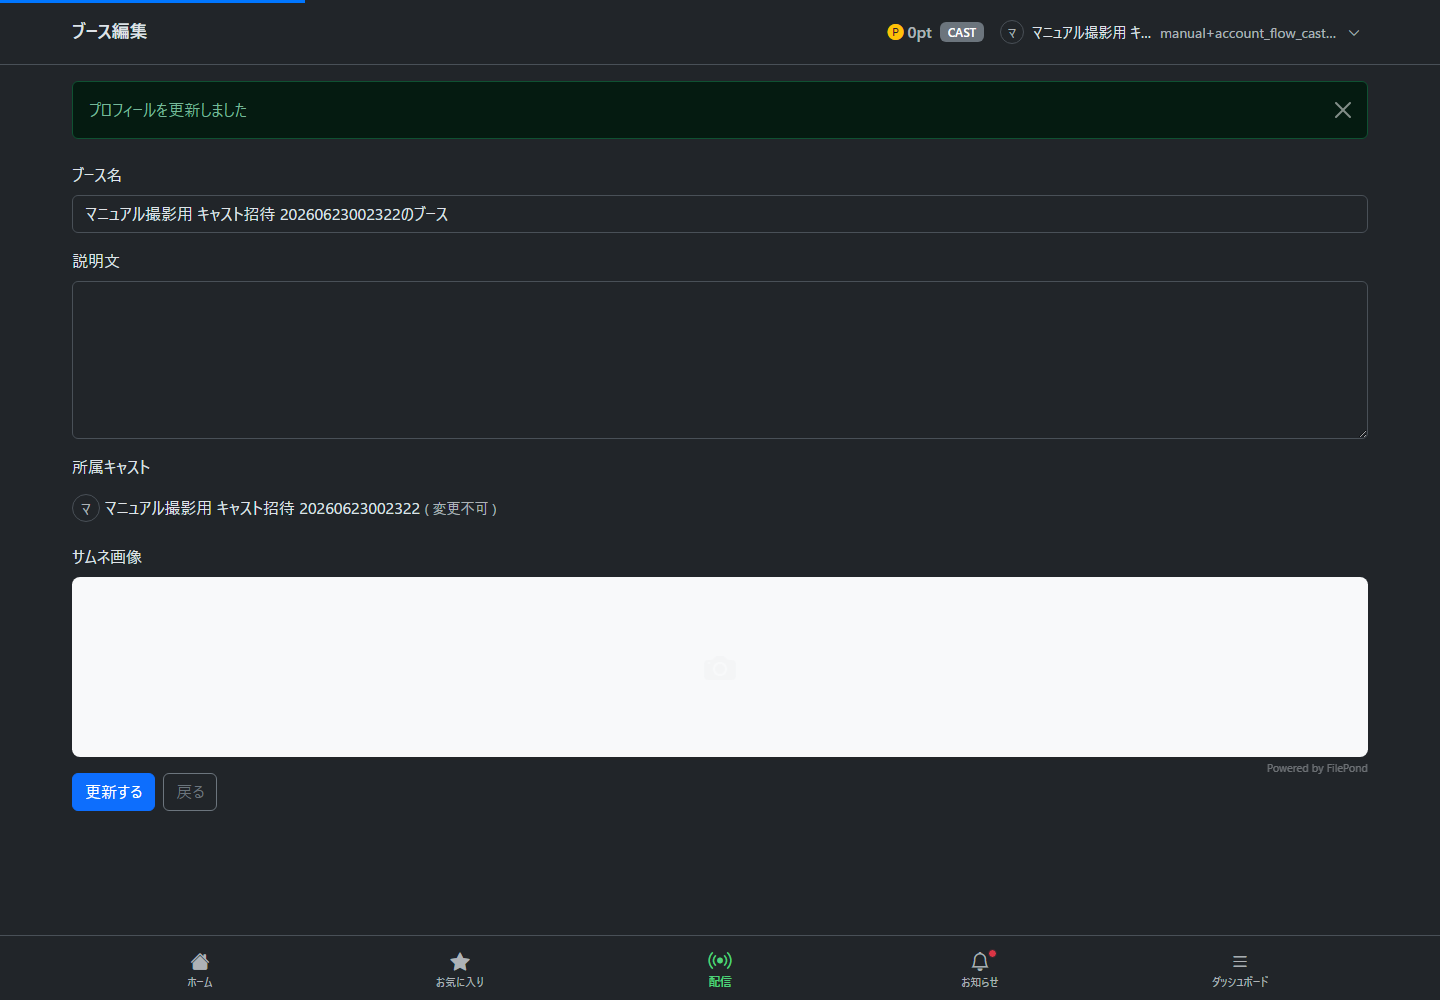 ブース編集
P 0pt CAST マ マニュアル撮影用 キ... manual+account_flow_cast...
プロフィールを更新しました
ブース名
マニュアル撮影用 キャスト招待 20260623002322のブース
説明文
所属キャスト
マ マニュアル撮影用 キャスト招待 20260623002322 ( 変更不可 )
サムネ画像
Powered by FilePond
更新する 戻る
ホーム お気に入り 配信 お知らせ ダッシュボード